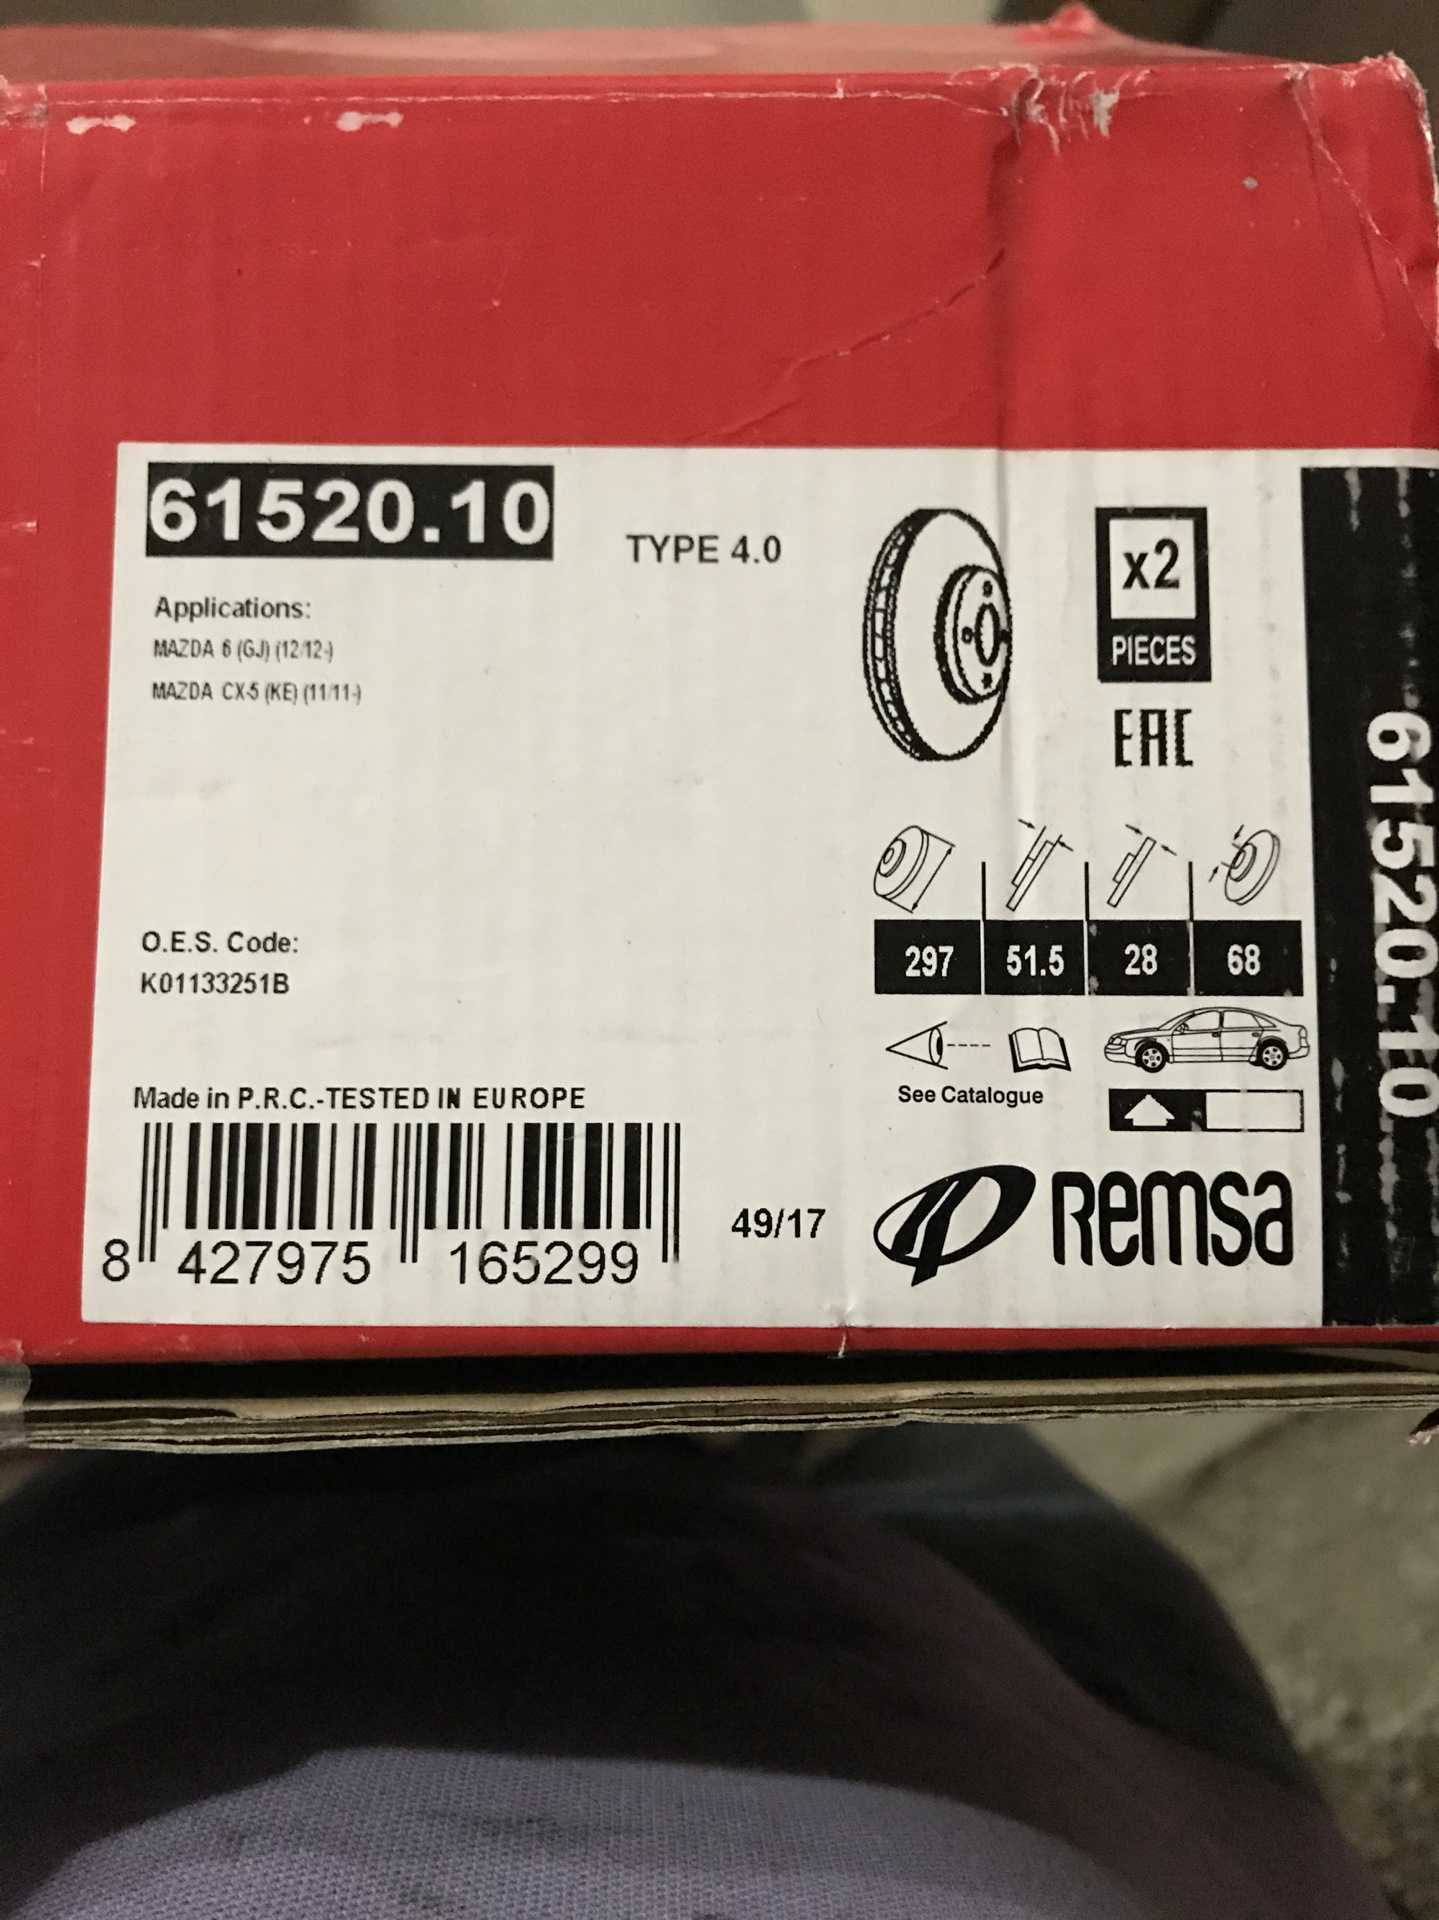 61520.10
TYPE 4.0
x2
PIECES
Applications:
MAZDA 6 (GJ) (12/12-)
MAZDA CX-5 (KE) (11/11-)
EAC
297 51.5 28 68
O.E.S. Code:
K01133251B
See Catalogue
Made in P.R.C.-TESTED IN EUROPE
8 427975 165299
49/17
Remsa
61520.10